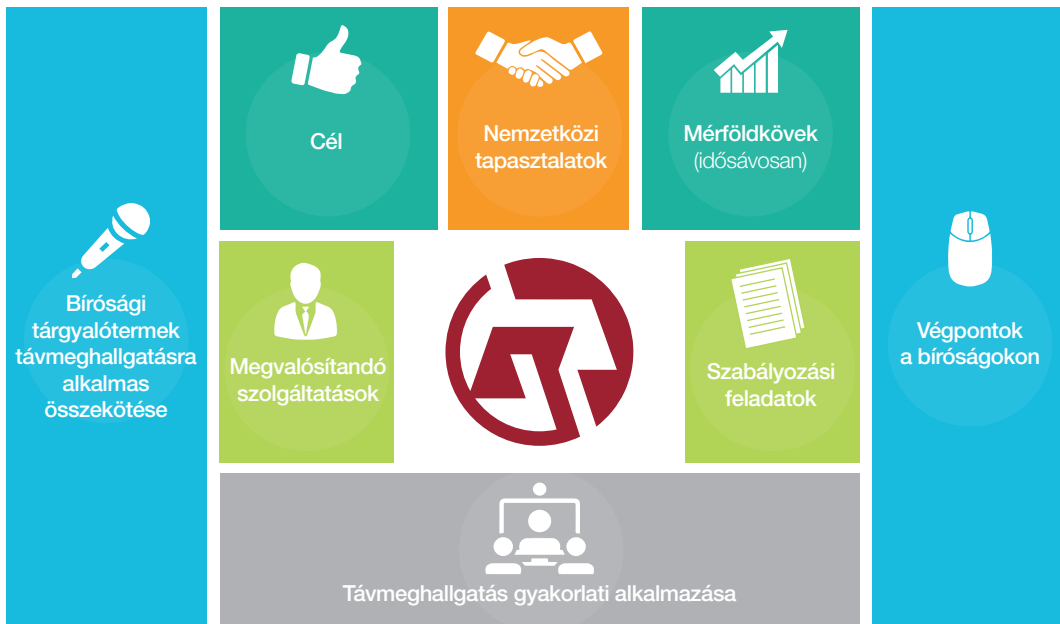 Cél
Nemzetközi
tapasztalatok
Mérföldkövek
(idősávosan)
Bírósági
tárgyalótermek
távmeghallgatásra
alkalmas
összekötése
Megvalósítandó
szolgáltatások
Szabályozási
feladatok
Végpontok
a bíróságokon
Távmeghallgatás gyakorlati alkalmazása